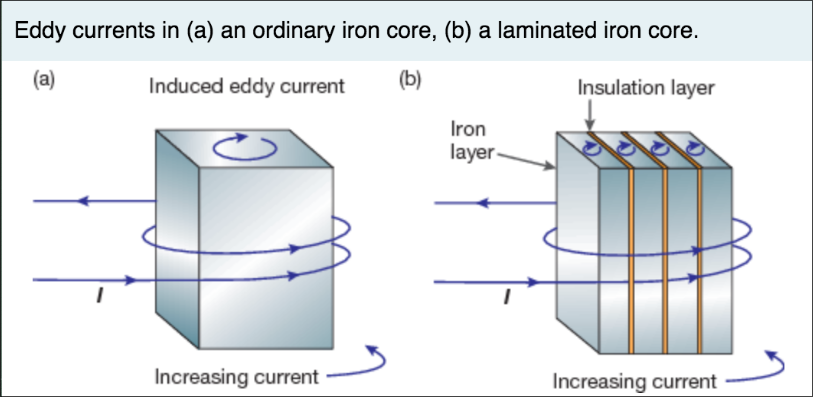 Eddy currents in (a) an ordinary iron core, (b) a laminated iron core.
(a)
Induced eddy current
I
Increasing current
(b)
Insulation layer
Iron
layer
I
Increasing current